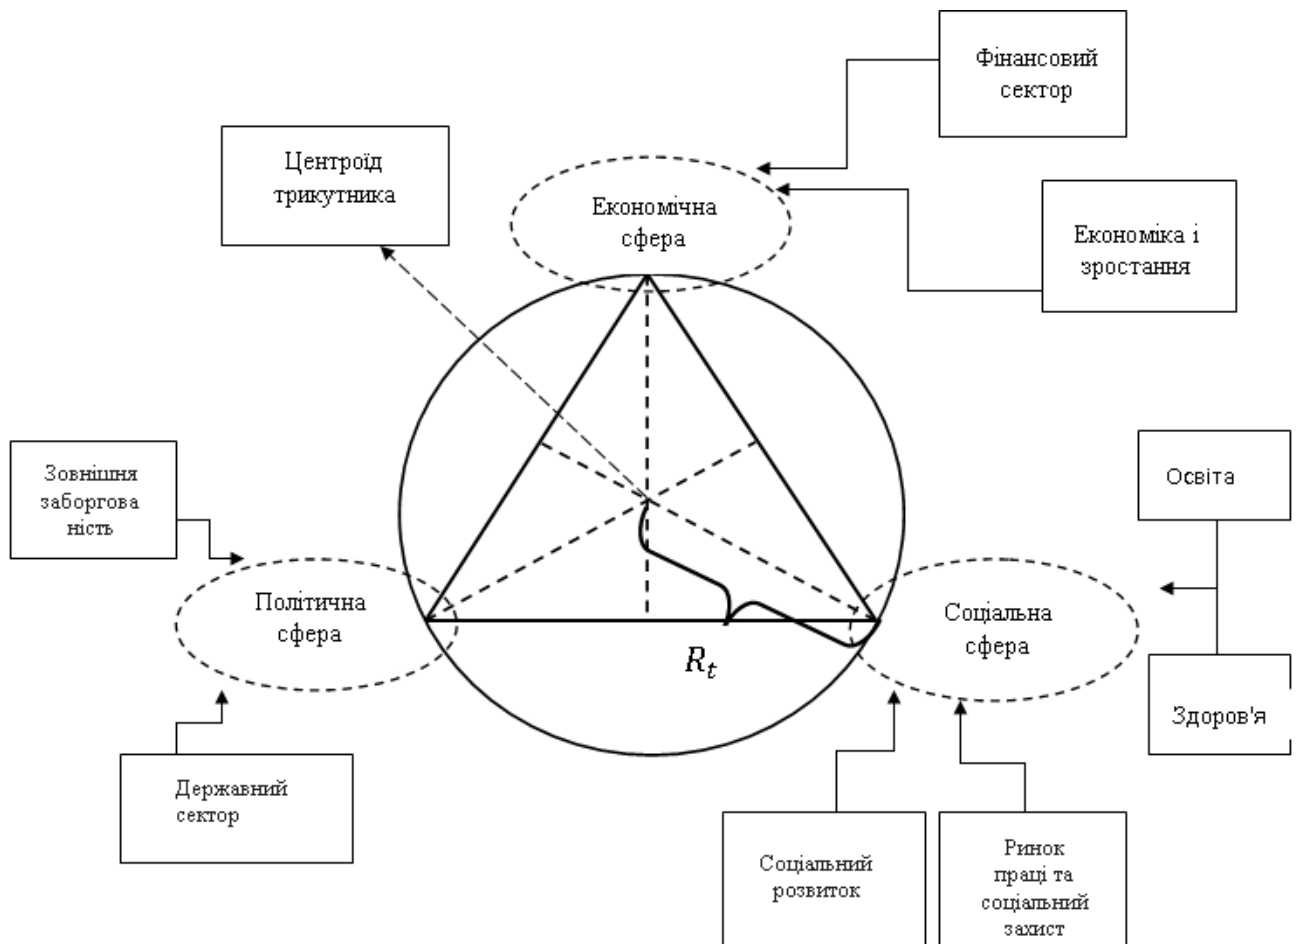 Фінансовий
сектор
Центроїд
трикутника
Економічна
сфера
Економіка і
зростання
Зовнішня
заборгова
ність
Освіта
Політична
сфера
Соціальна
сфера
R_t
Здоров'я
Державний
сектор
Соціальний
розвиток
Ринок
праці та
соціальний
захист